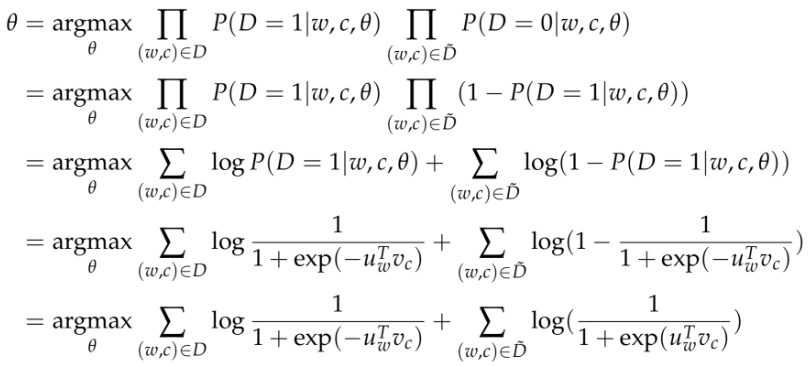 θ = argmax_θ ∏_{(w,c)∈D} P(D = 1|w, c, θ) ∏_{(w,c)∈D̃} P(D = 0|w, c, θ)
= argmax_θ ∏_{(w,c)∈D} P(D = 1|w, c, θ) ∏_{(w,c)∈D̃} (1 − P(D = 1|w, c, θ))
= argmax_θ ∑_{(w,c)∈D} log P(D = 1|w, c, θ) + ∑_{(w,c)∈D̃} log(1 − P(D = 1|w, c, θ))
= argmax_θ ∑_{(w,c)∈D} log 1/(1 + exp(−u_w^T v_c)) + ∑_{(w,c)∈D̃} log(1 − 1/(1 + exp(−u_w^T v_c)))
= argmax_θ ∑_{(w,c)∈D} log 1/(1 + exp(−u_w^T v_c)) + ∑_{(w,c)∈D̃} log(1/(1 + exp(u_w^T v_c)))